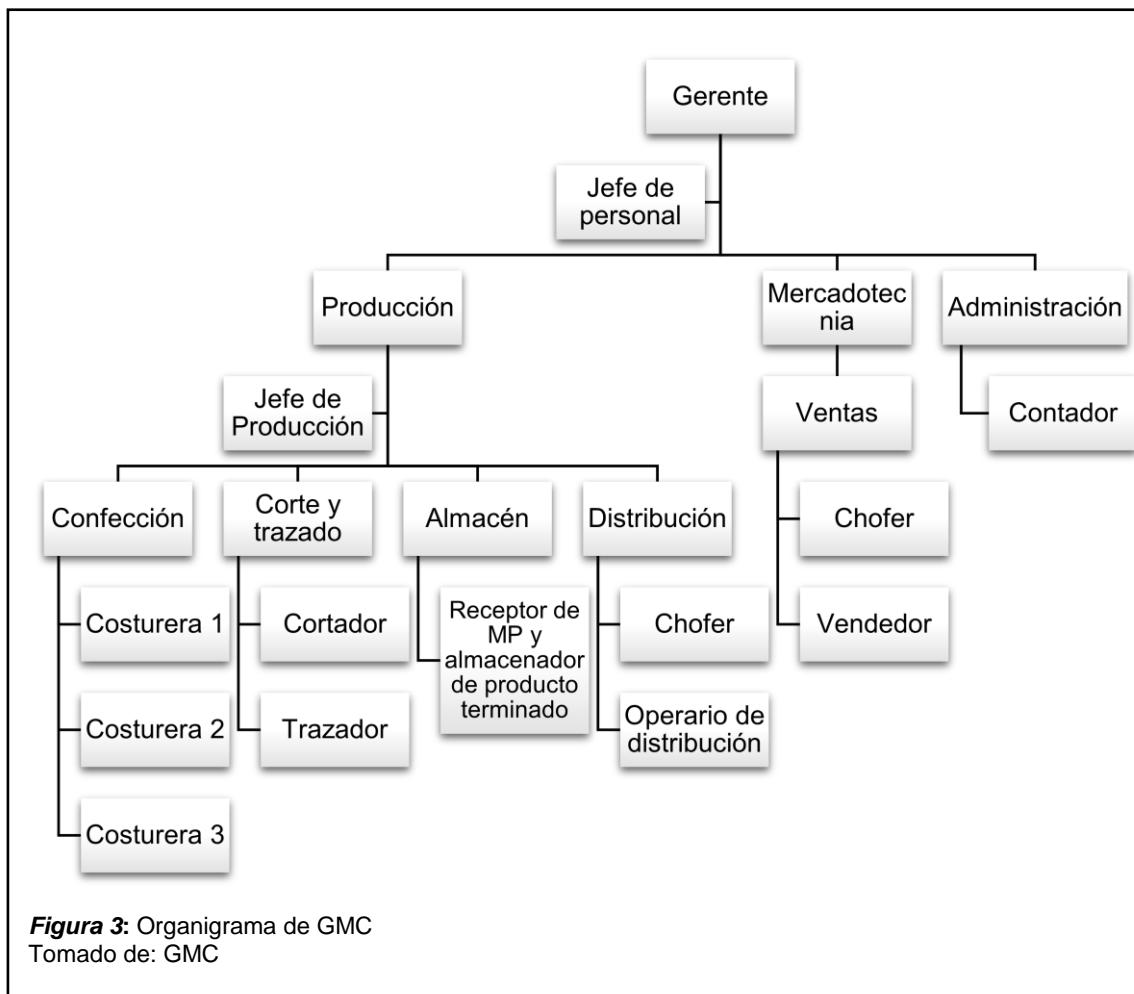 Gerente
Jefe de
personal
Producción
Mercadotec
nia
Administración
Jefe de
Producción
Ventas
Contador
Confección
Corte y
trazado
Almacén
Distribución
Chofer
Costurera 1
Cortador
Receptor de
MP y
almacenador
de producto
terminado
Chofer
Vendedor
Costurera 2
Trazador
Operario de
distribución
Costurera 3
Figura 3: Organigrama de GMC
Tomado de: GMC